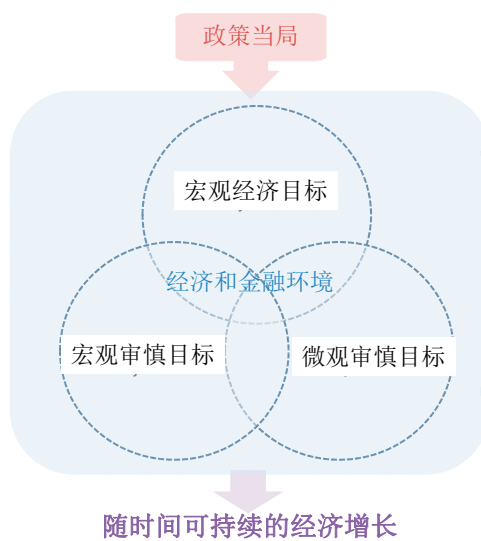 政策当局
宏观经济目标
经济和金融环境
宏观审慎目标
微观审慎目标
随时间可持续的经济增长